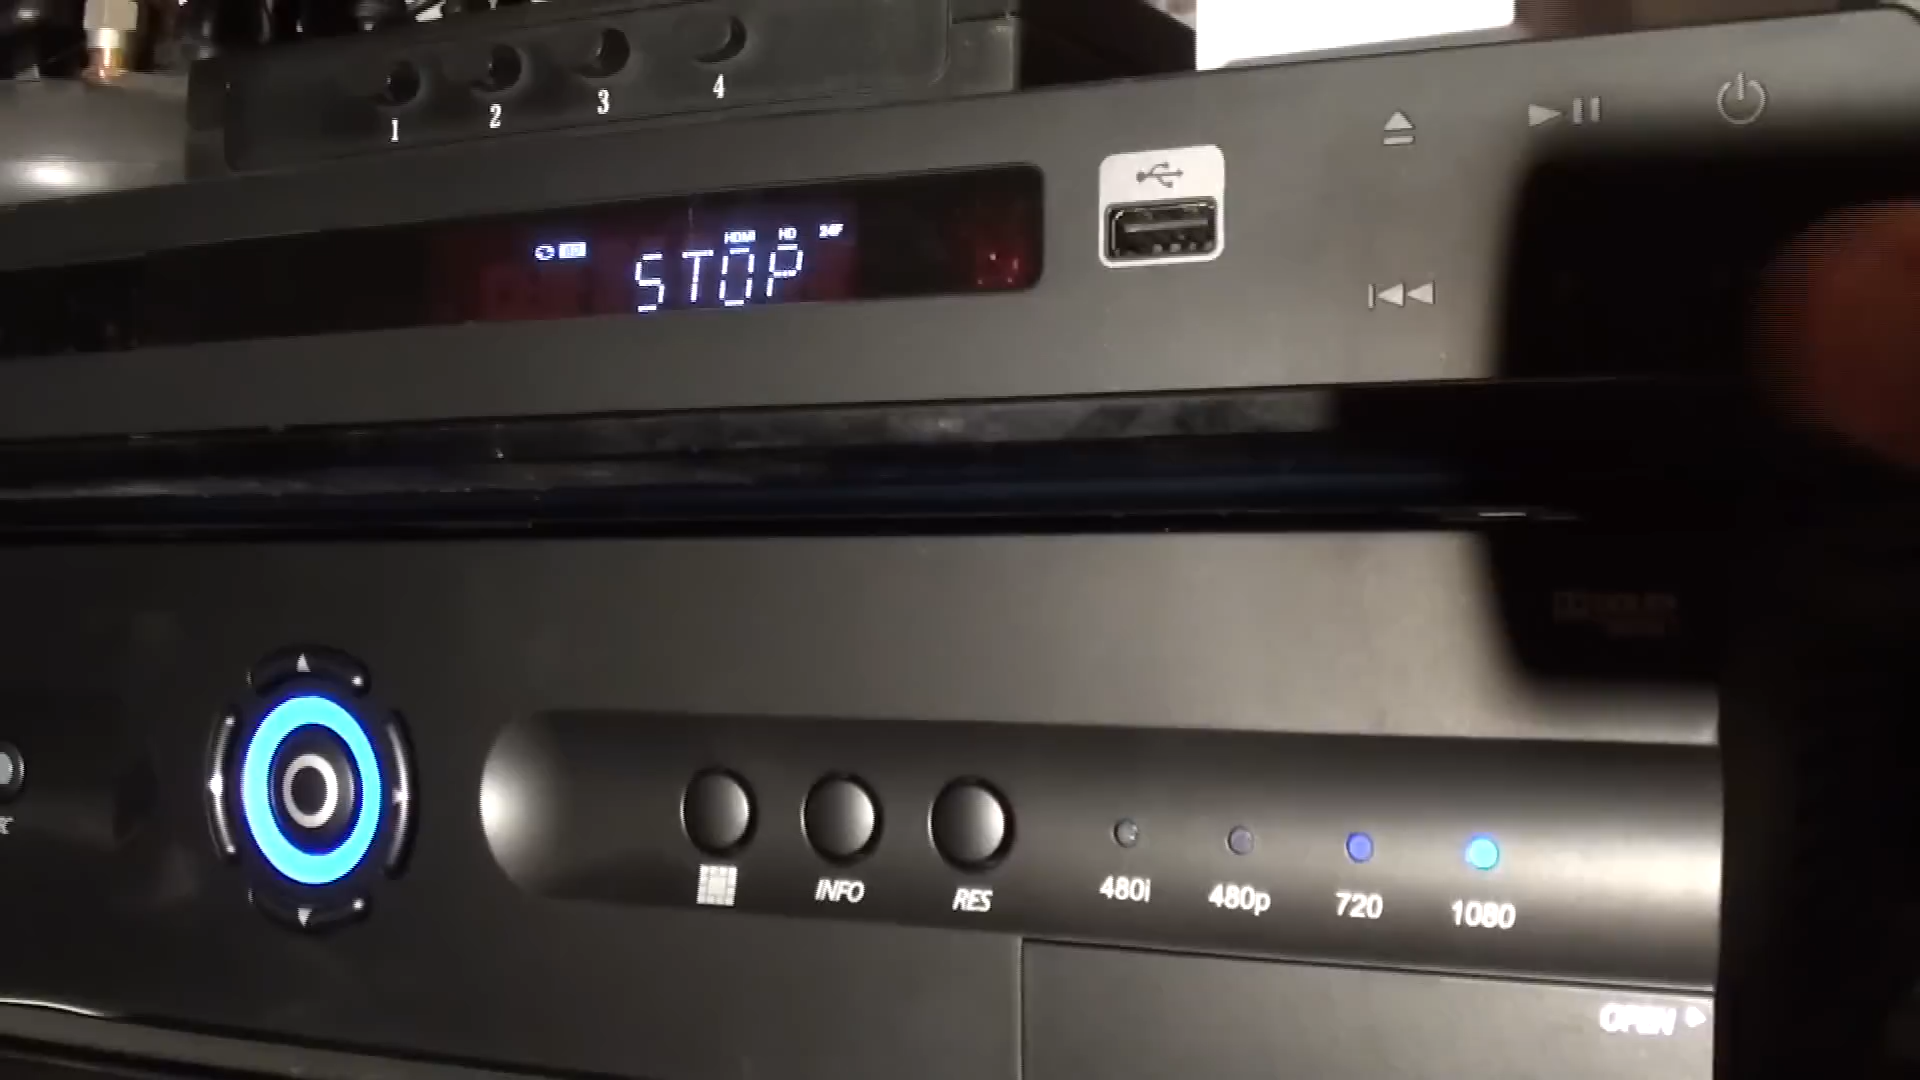 1 2 3 4
HDMI HD 24F
STOP
INFO
RES
480i
480p
720
1080
OPEN